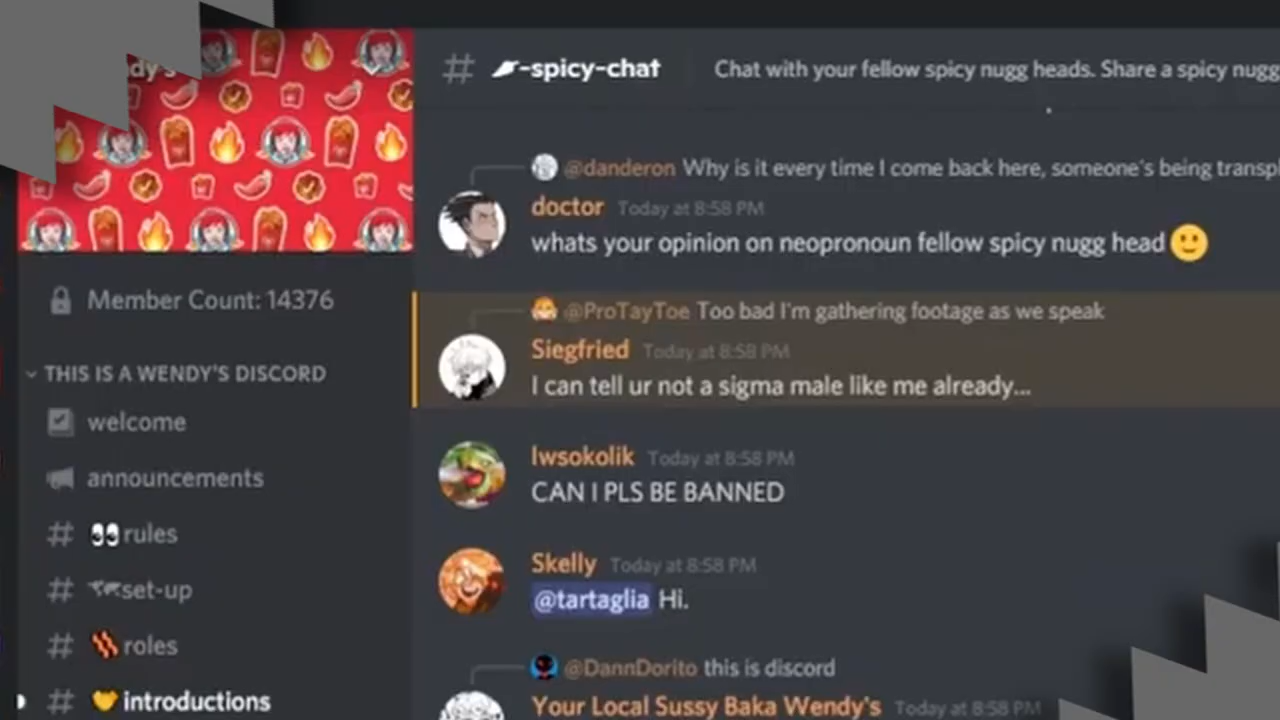 ndy's
Member Count: 14376
THIS IS A WENDY'S DISCORD
welcome
announcements
# 👀rules
# 🗺set-up
# 🥓roles
# 💛introductions
# -spicy-chat
Chat with your fellow spicy nugg heads. Share a spicy nugg
@danderon Why is it every time I come back here, someone's being transp
doctor Today at 8:58 PM
whats your opinion on neopronoun fellow spicy nugg head🙂
@ProTayToe Too bad I'm gathering footage as we speak
Siegfried Today at 8:58 PM
I can tell ur not a sigma male like me already...
lwsokolik Today at 8:58 PM
CAN I PLS BE BANNED
Skelly Today at 8:58 PM
@tartaglia Hi.
@DannDorito this is discord
Your Local Sussy Baka Wendy's Today at 8:58 PM